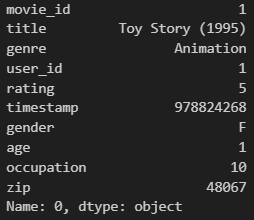 movie_id 1
title Toy Story (1995)
genre Animation
user_id 1
rating 5
timestamp 978824268
gender F
age 1
occupation 10
zip 48067
Name: 0, dtype: object